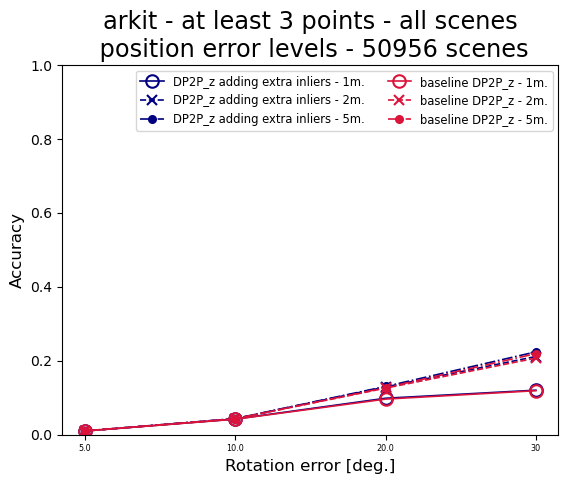 arkit - at least 3 points - all scenes
position error levels - 50956 scenes
DP2P_z adding extra inliers - 1m.
DP2P_z adding extra inliers - 2m.
DP2P_z adding extra inliers - 5m.
baseline DP2P_z - 1m.
baseline DP2P_z - 2m.
baseline DP2P_z - 5m.
Accuracy
1.0
0.8
0.6
0.4
0.2
0.0
5.0 10.0 20.0 30
Rotation error [deg.]